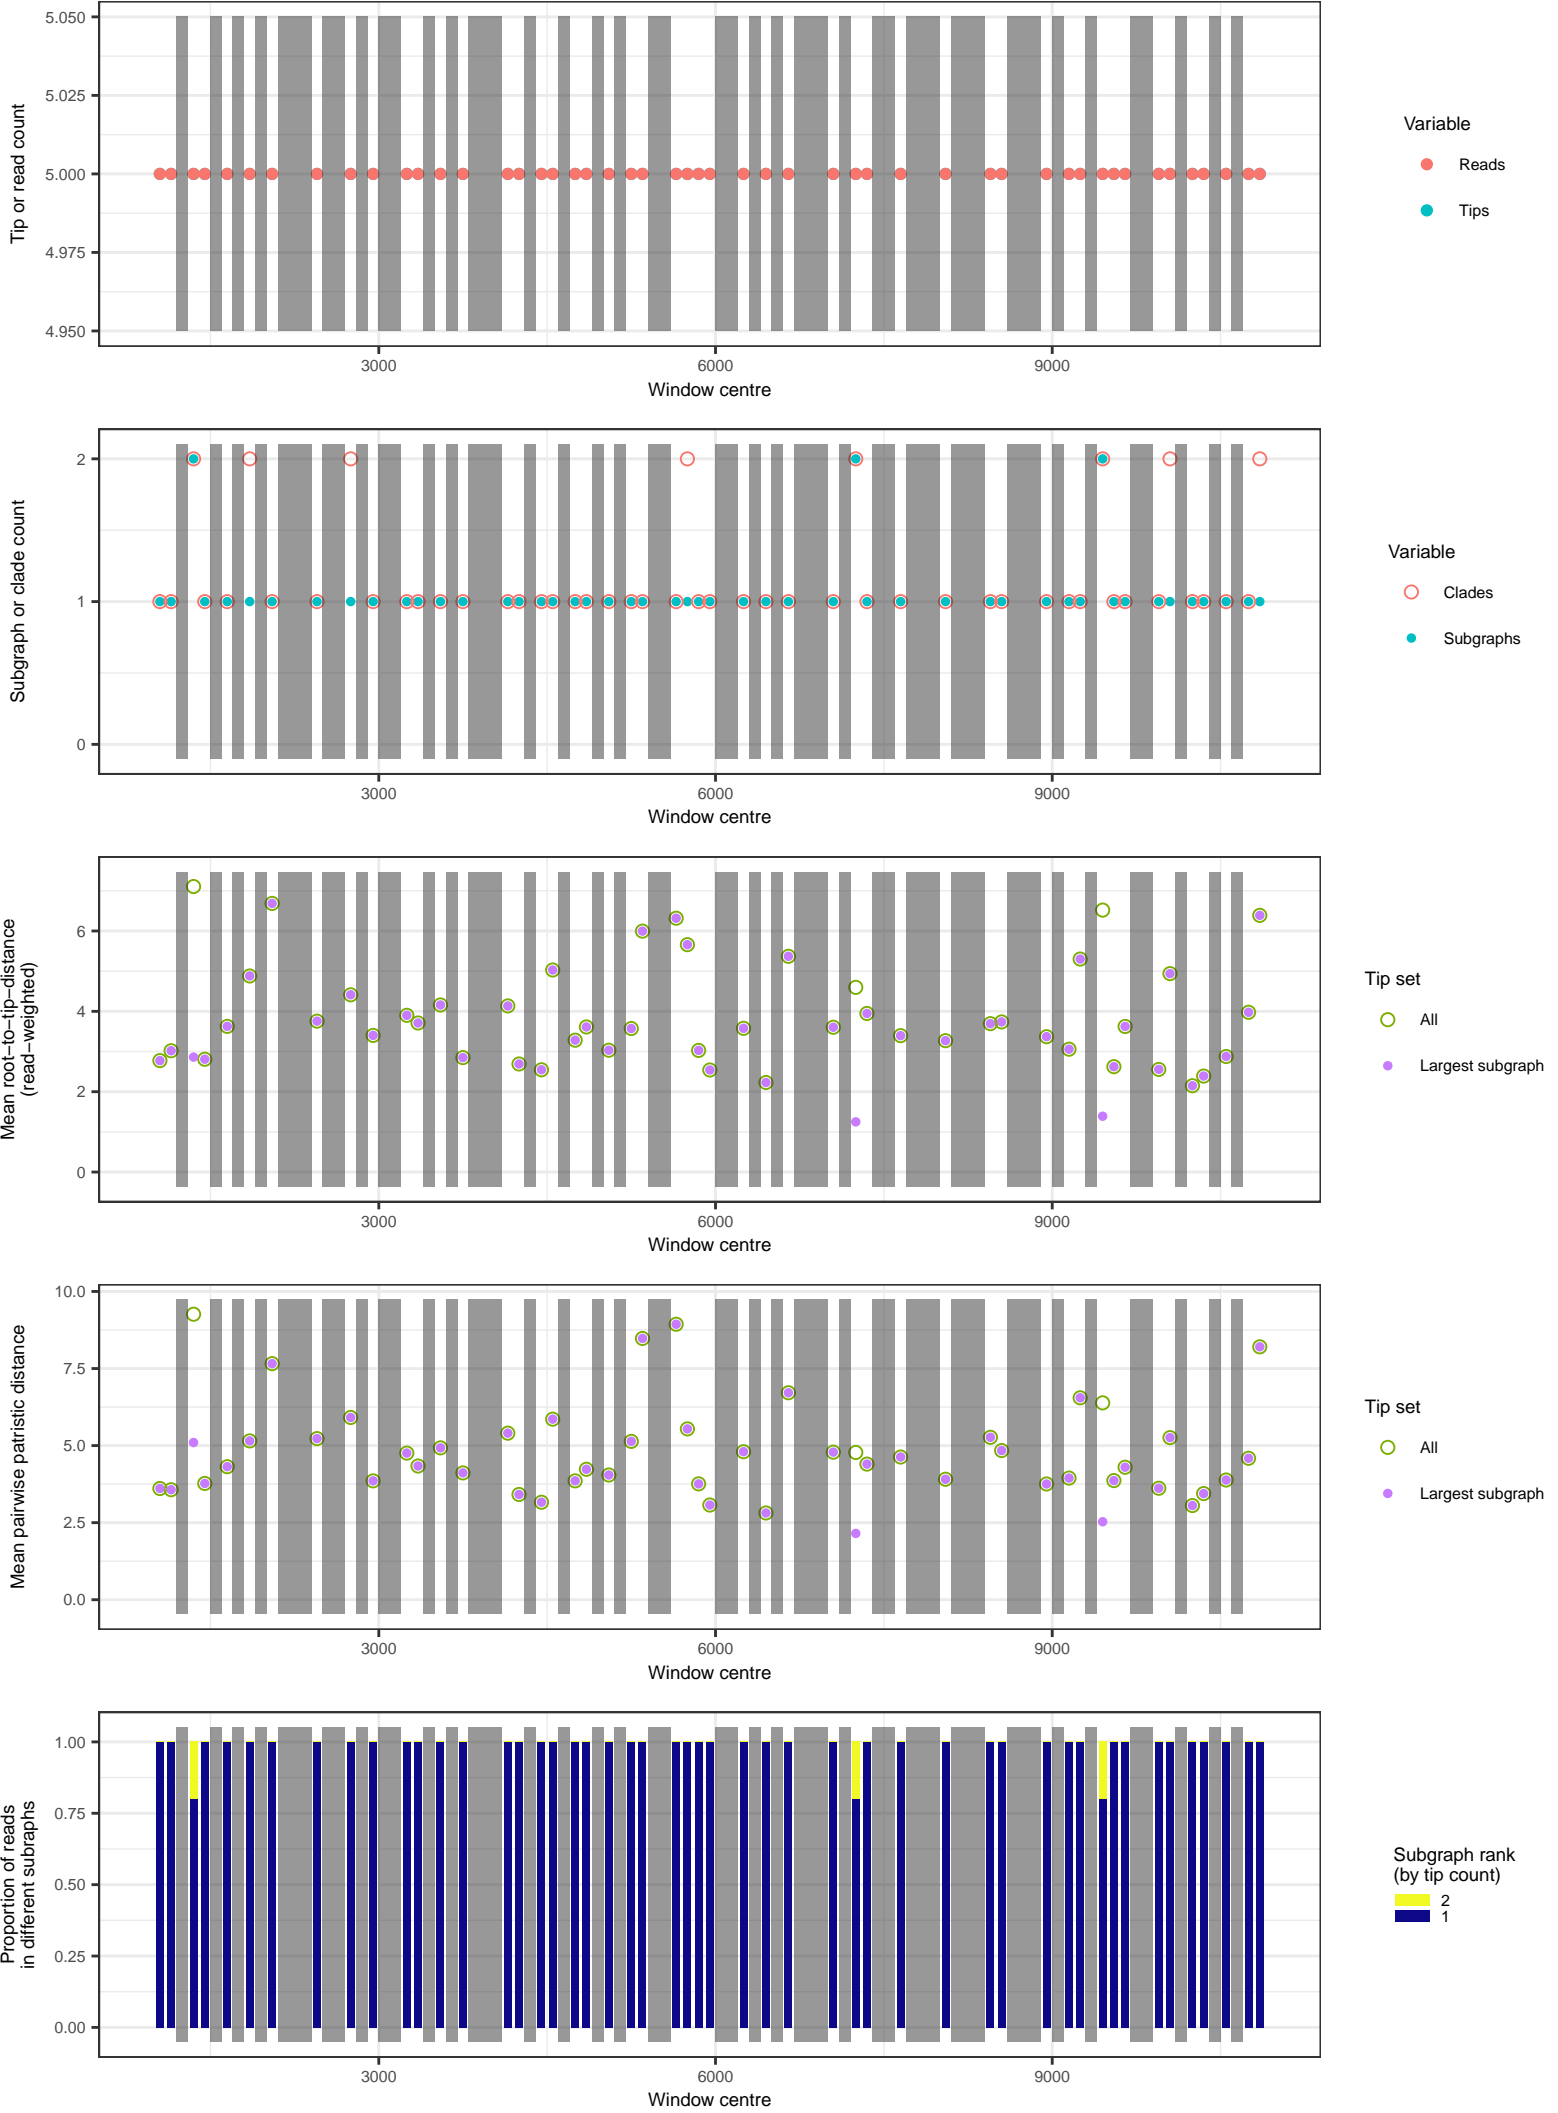 5.050
5.025
5.000
4.975
4.950
Tip or read count
3000
6000
9000
Window centre
Variable
Reads
Tips
2
1
0
Subgraph or clade count
3000
6000
9000
Window centre
Variable
Clades
Subgraphs
6
4
2
0
Mean root−to−tip−distance
(read−weighted)
3000
6000
9000
Window centre
Tip set
All
Largest subgraph
10.0
7.5
5.0
2.5
0.0
Mean pairwise patristic distance
3000
6000
9000
Window centre
Tip set
All
Largest subgraph
1.00
0.75
0.50
0.25
0.00
Proportion of reads
in different subraphs
3000
6000
9000
Window centre
Subgraph rank
(by tip count)
2
1